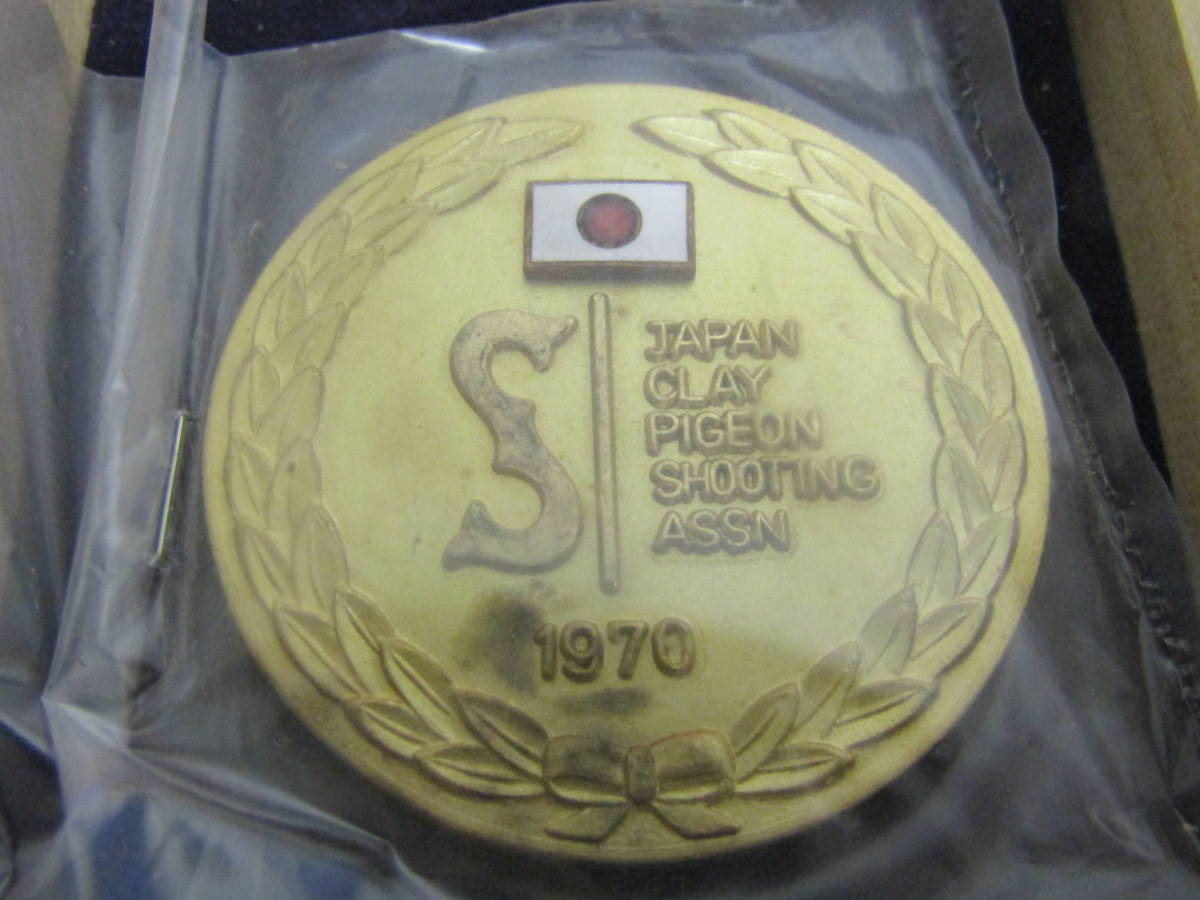 S
JAPAN
CLAY
PIGEON
SHOOTING
ASSN
1970